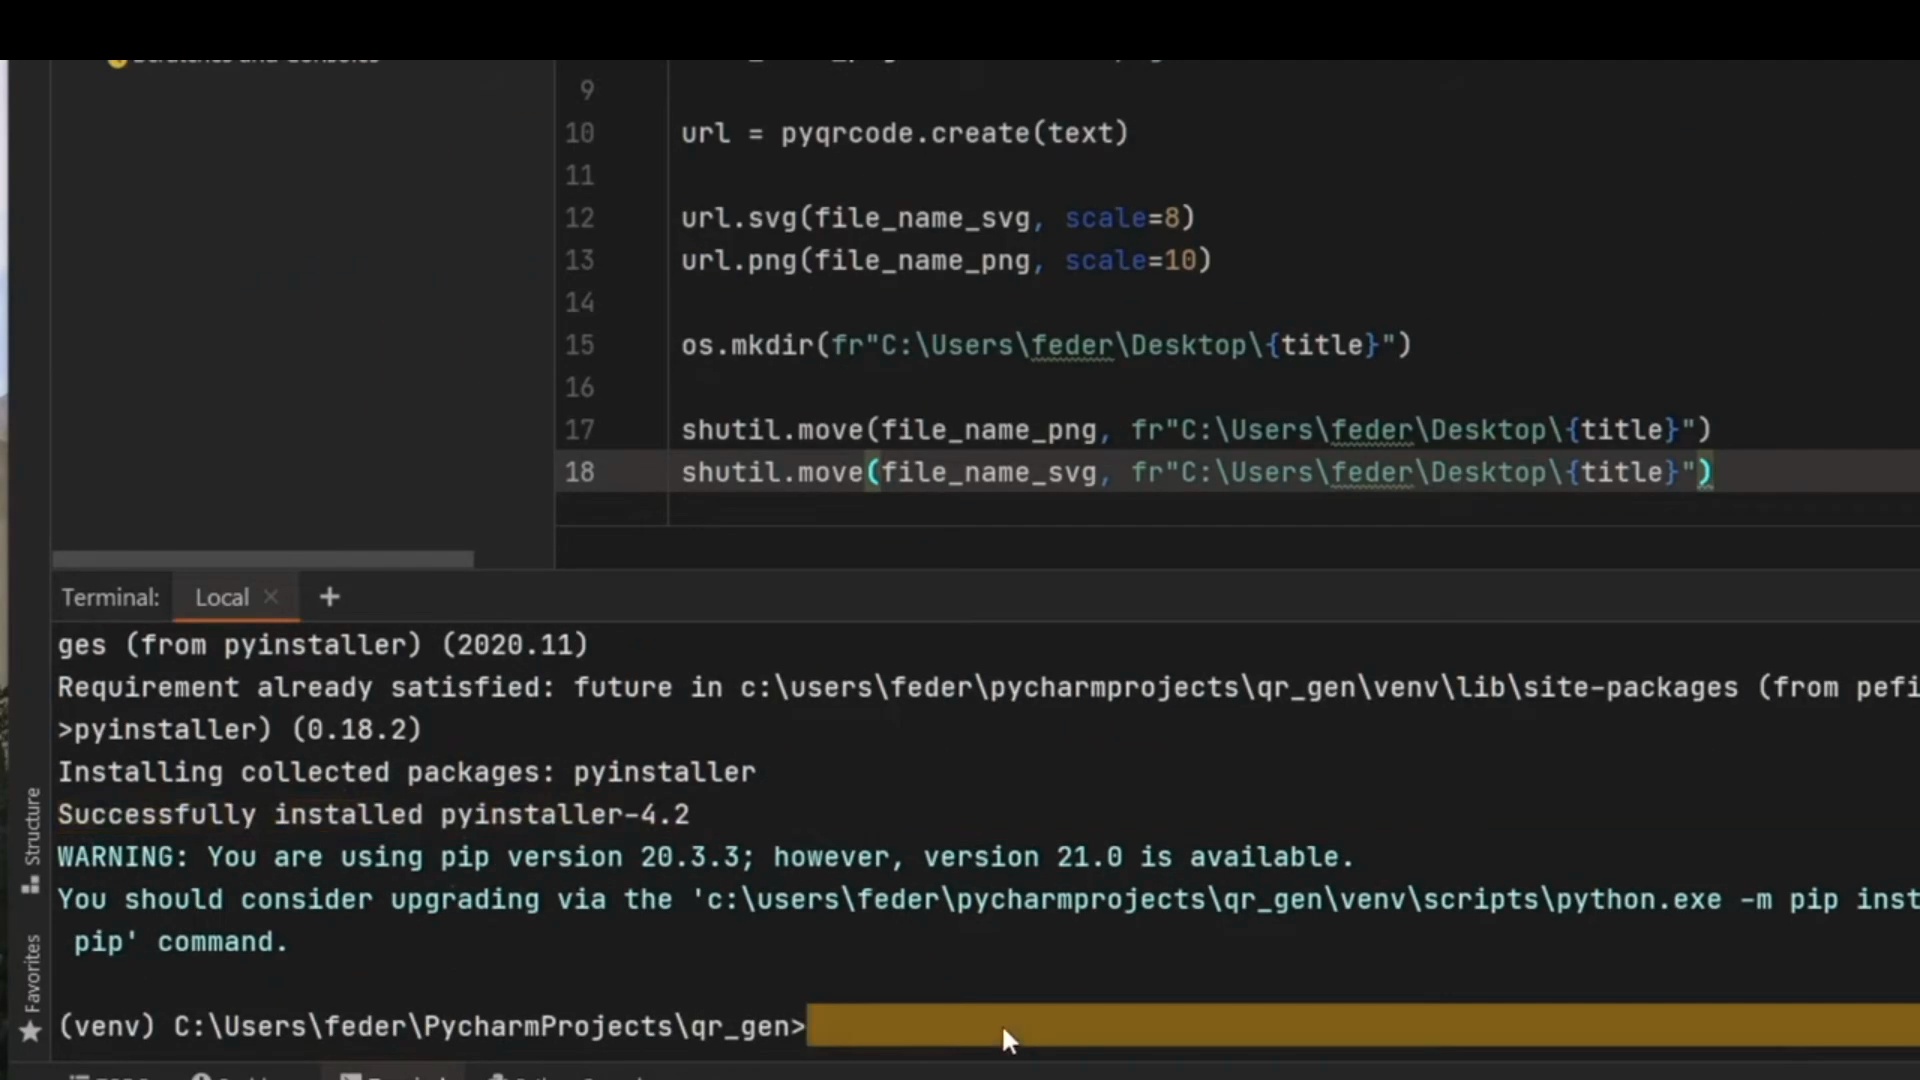 9
10 url = pyqrcode.create(text)
11
12 url.svg(file_name_svg, scale=8)
13 url.png(file_name_png, scale=10)
14
15 os.mkdir(fr"C:\Users\feder\Desktop\{title}")
16
17 shutil.move(file_name_png, fr"C:\Users\feder\Desktop\{title}")
18 shutil.move(file_name_svg, fr"C:\Users\feder\Desktop\{title}")
Terminal: Local × +
ges (from pyinstaller) (2020.11)
Requirement already satisfied: future in c:\users\feder\pycharmprojects\qr_gen\venv\lib\site-packages (from pefi
>pyinstaller) (0.18.2)
Installing collected packages: pyinstaller
Successfully installed pyinstaller-4.2
WARNING: You are using pip version 20.3.3; however, version 21.0 is available.
You should consider upgrading via the 'c:\users\feder\pycharmprojects\qr_gen\venv\scripts\python.exe -m pip inst
pip' command.
(venv) C:\Users\feder\PycharmProjects\qr_gen>
Structure
Favorites